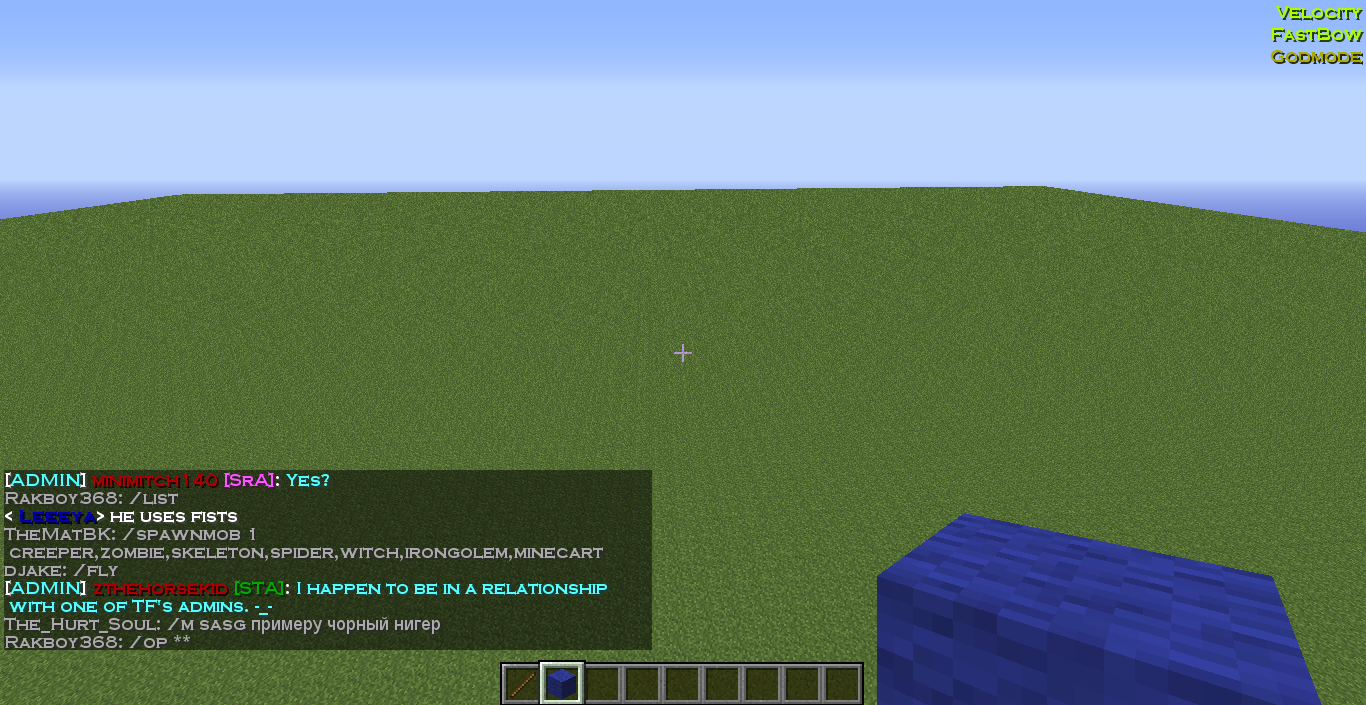 Velocity
FastBow
Godmode
[ADMIN] minimitch140 [SrA]: Yes?
Rakboy368: /list
< Leeeya> he uses fists
TheMatBK: /spawnmob 1
creeper,zombie,skeleton,spider,witch,irongolem,minecart
djake: /fly
[ADMIN] zthehorsekid [STA]: I happen to be in a relationship
with one of TF's admins. -_-
The_Hurt_Soul: /m sasg примеру чорный нигер
Rakboy368: /op **